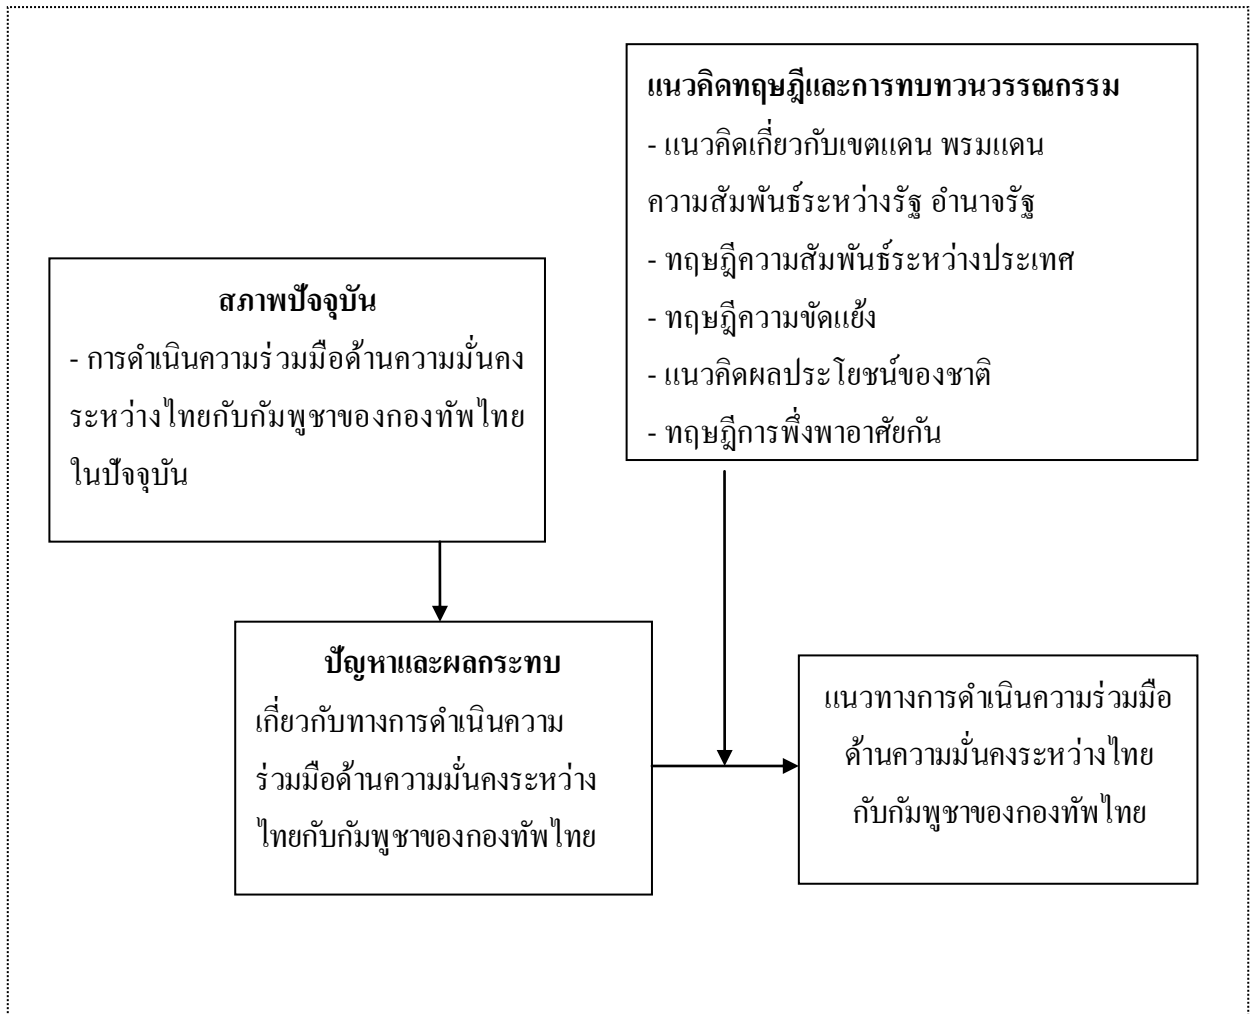 แนวคิดทฤษฎีและการทบทวนวรรณกรรม
- แนวคิดเกี่ยวกับเขตแดน พรมแดน
ความสัมพันธ์ระหว่างรัฐ อำนาจรัฐ
- ทฤษฎีความสัมพันธ์ระหว่างประเทศ
- ทฤษฎีความขัดแย้ง
- แนวคิดผลประโยชน์ของชาติ
- ทฤษฎีการพึ่งพาอาศัยกัน
สภาพปัจจุบัน
- การดำเนินความร่วมมือด้านความมั่นคง
ระหว่างไทยกับกัมพูชาของกองทัพไทย
ในปัจจุบัน
ปัญหาและผลกระทบ
เกี่ยวกับทางการดำเนินความ
ร่วมมือด้านความมั่นคงระหว่าง
ไทยกับกัมพูชาของกองทัพไทย
แนวทางการดำเนินความร่วมมือ
ด้านความมั่นคงระหว่างไทย
กับกัมพูชาของกองทัพไทย